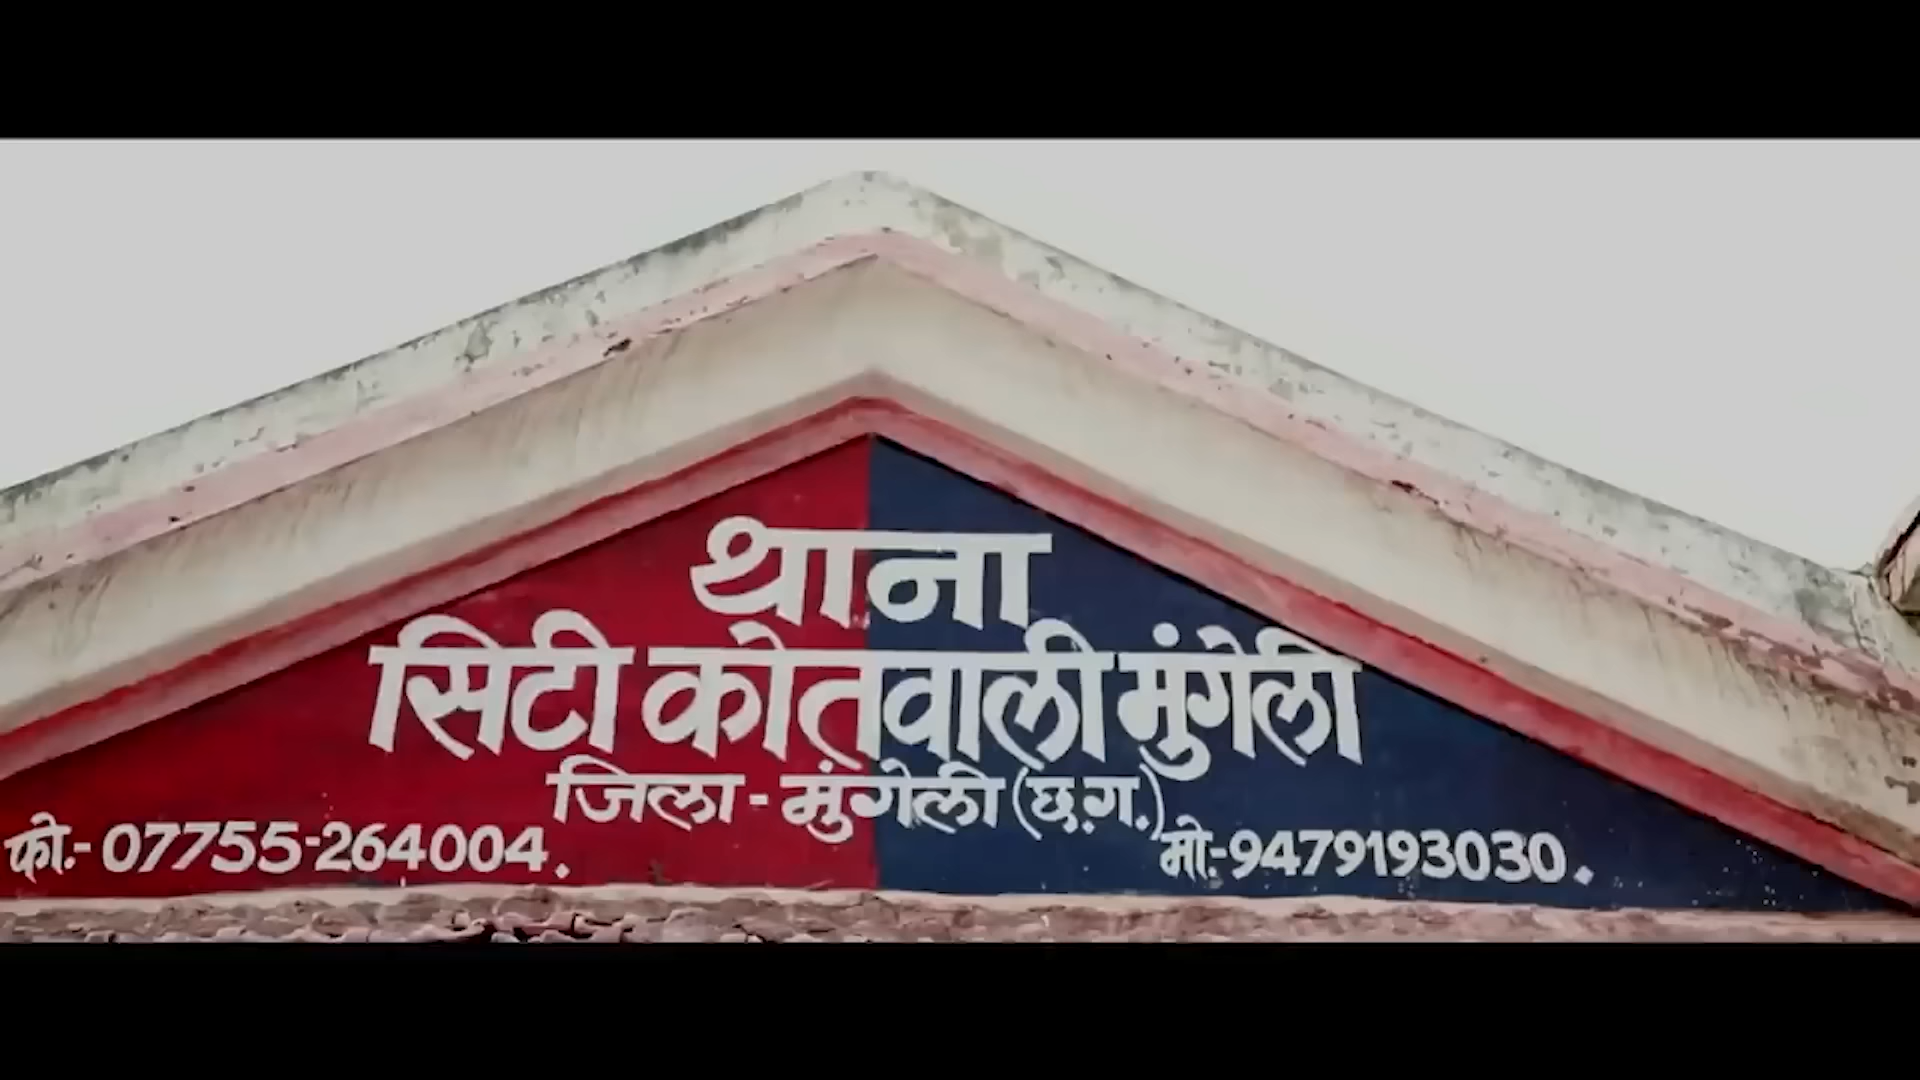 थाना
सिटी कोतवाली मुंगेली
जिला - मुंगेली (छ.ग.)
फो.- 07755-264004.
मो.-9479193030.